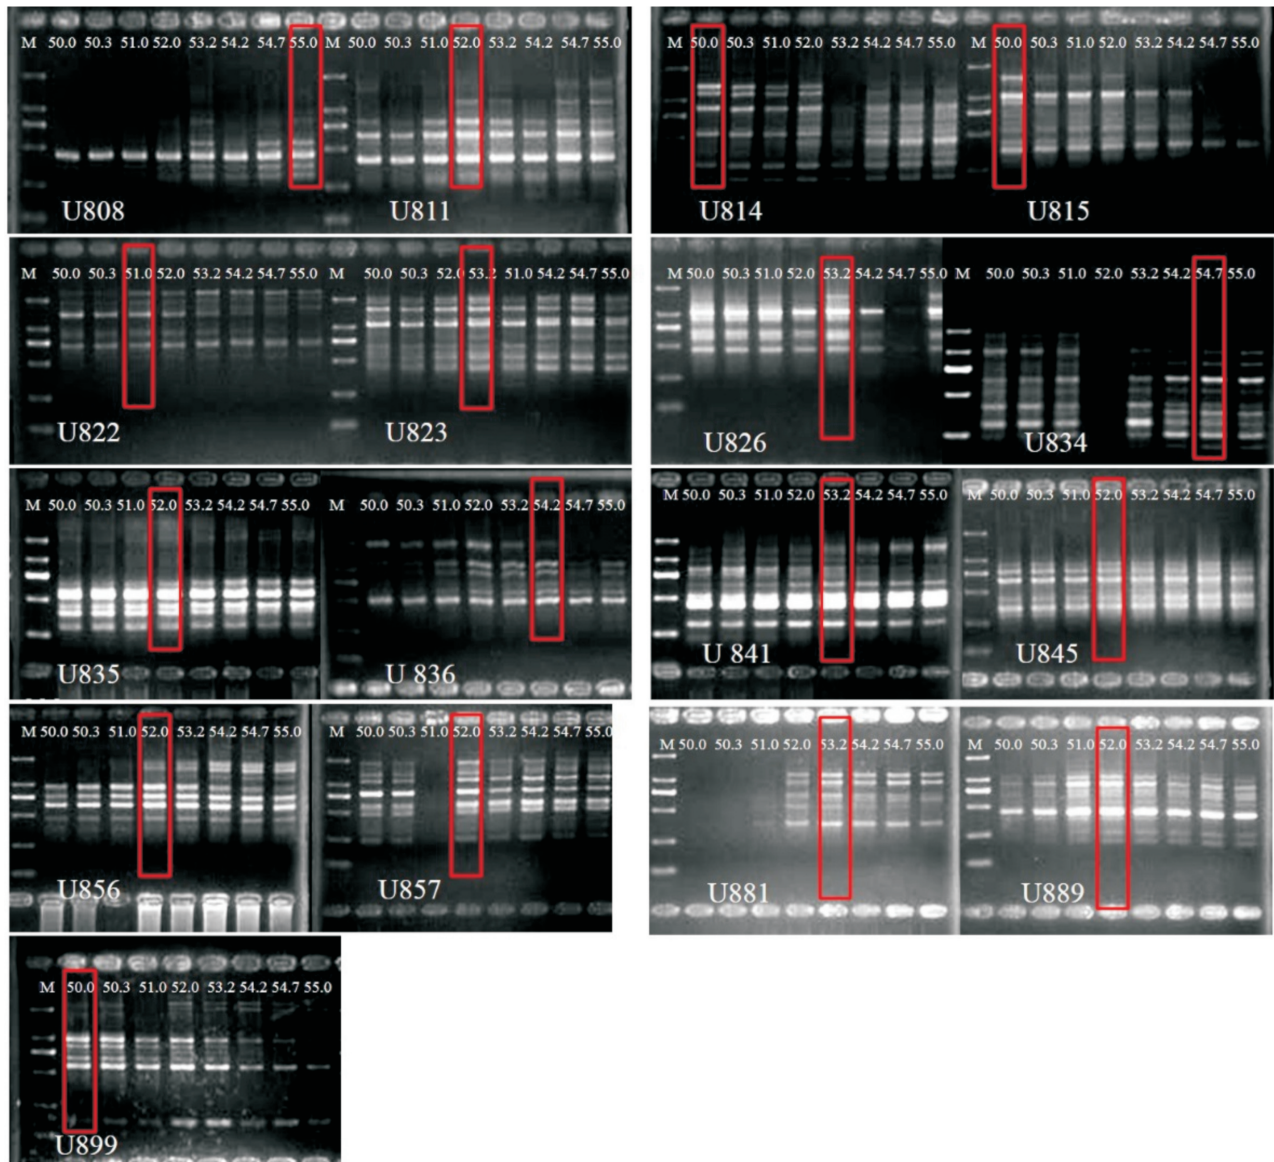 M 50.0 50.3 51.0 52.0 53.2 54.2 54.7 55.0 50.0 50.3 51.0 52.0 53.2 54.2 54.7 55.0
U808 U811
M 50.0 50.3 51.0 52.0 53.2 54.2 54.7 55.0 M 50.0 50.3 51.0 52.0 53.2 54.2 54.7 55.0
U814 U815
M 50.0 50.3 51.0 52.0 53.2 54.2 54.7 55.0 M 50.0 50.3 52.0 53.2 51.0 54.2 54.7 55.0
U822 U823
M 50.0 50.3 51.0 52.0 53.2 54.2 54.7 55.0 M 50.0 50.3 51.0 52.0 53.2 54.2 54.7 55.0
U826 U834
M 50.0 50.3 51.0 52.0 53.2 54.2 54.7 55.0 M 50.0 50.3 51.0 52.0 53.2 54.2 54.7 55.0
U835 U 836
M 50.0 50.3 51.0 52.0 53.2 54.2 54.7 55.0 M 50.0 50.3 51.0 52.0 53.2 54.2 54.7 55.0
U 841 U845
M 50.0 50.3 51.0 52.0 53.2 54.2 54.7 55.0 M 50.0 50.3 51.0 52.0 53.2 54.2 54.7 55.0
U856 U857
M 50.0 50.3 51.0 52.0 53.2 54.2 54.7 55.0 M 50.0 50.3 51.0 52.0 53.2 54.2 54.7 55.0
U881 U889
M 50.0 50.3 51.0 52.0 53.2 54.2 54.7 55.0
U899